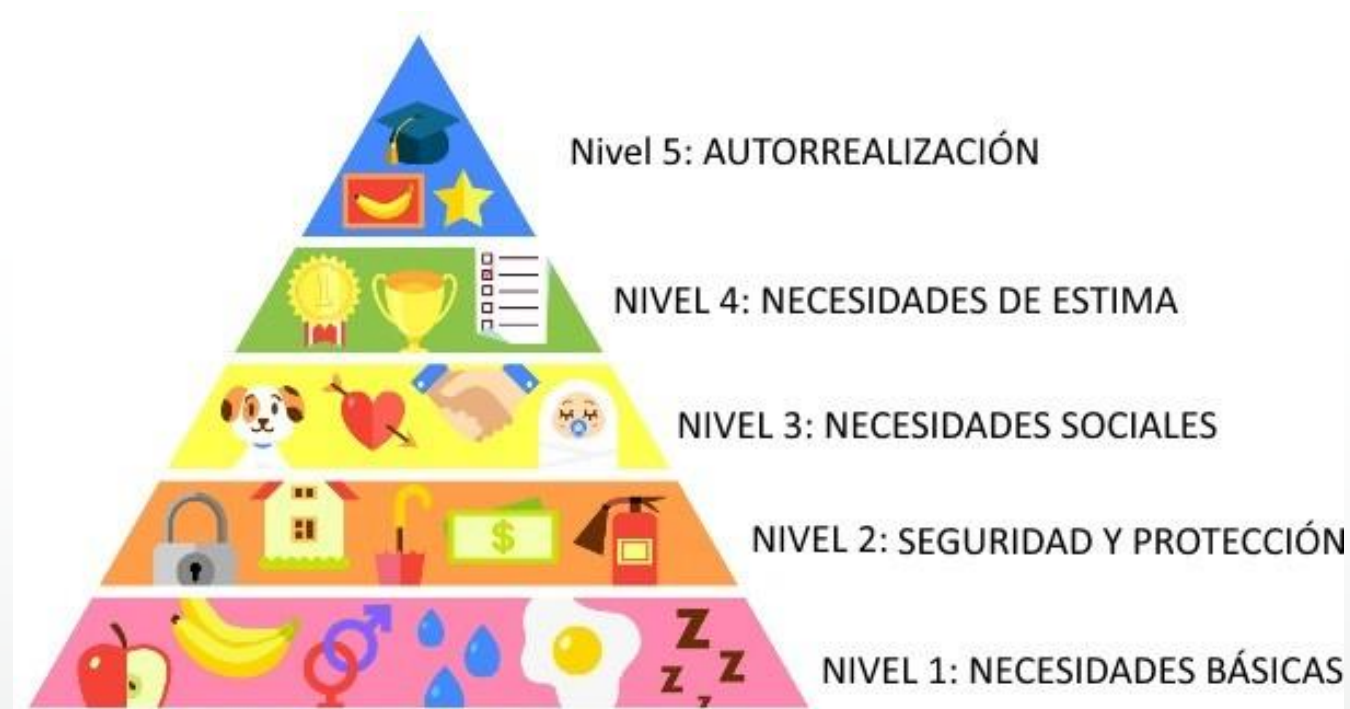 Nivel 5: AUTORREALIZACIÓN
NIVEL 4: NECESIDADES DE ESTIMA
1
NIVEL 3: NECESIDADES SOCIALES
$
NIVEL 2: SEGURIDAD Y PROTECCIÓN
Z
Z
Z
z
NIVEL 1: NECESIDADES BÁSICAS